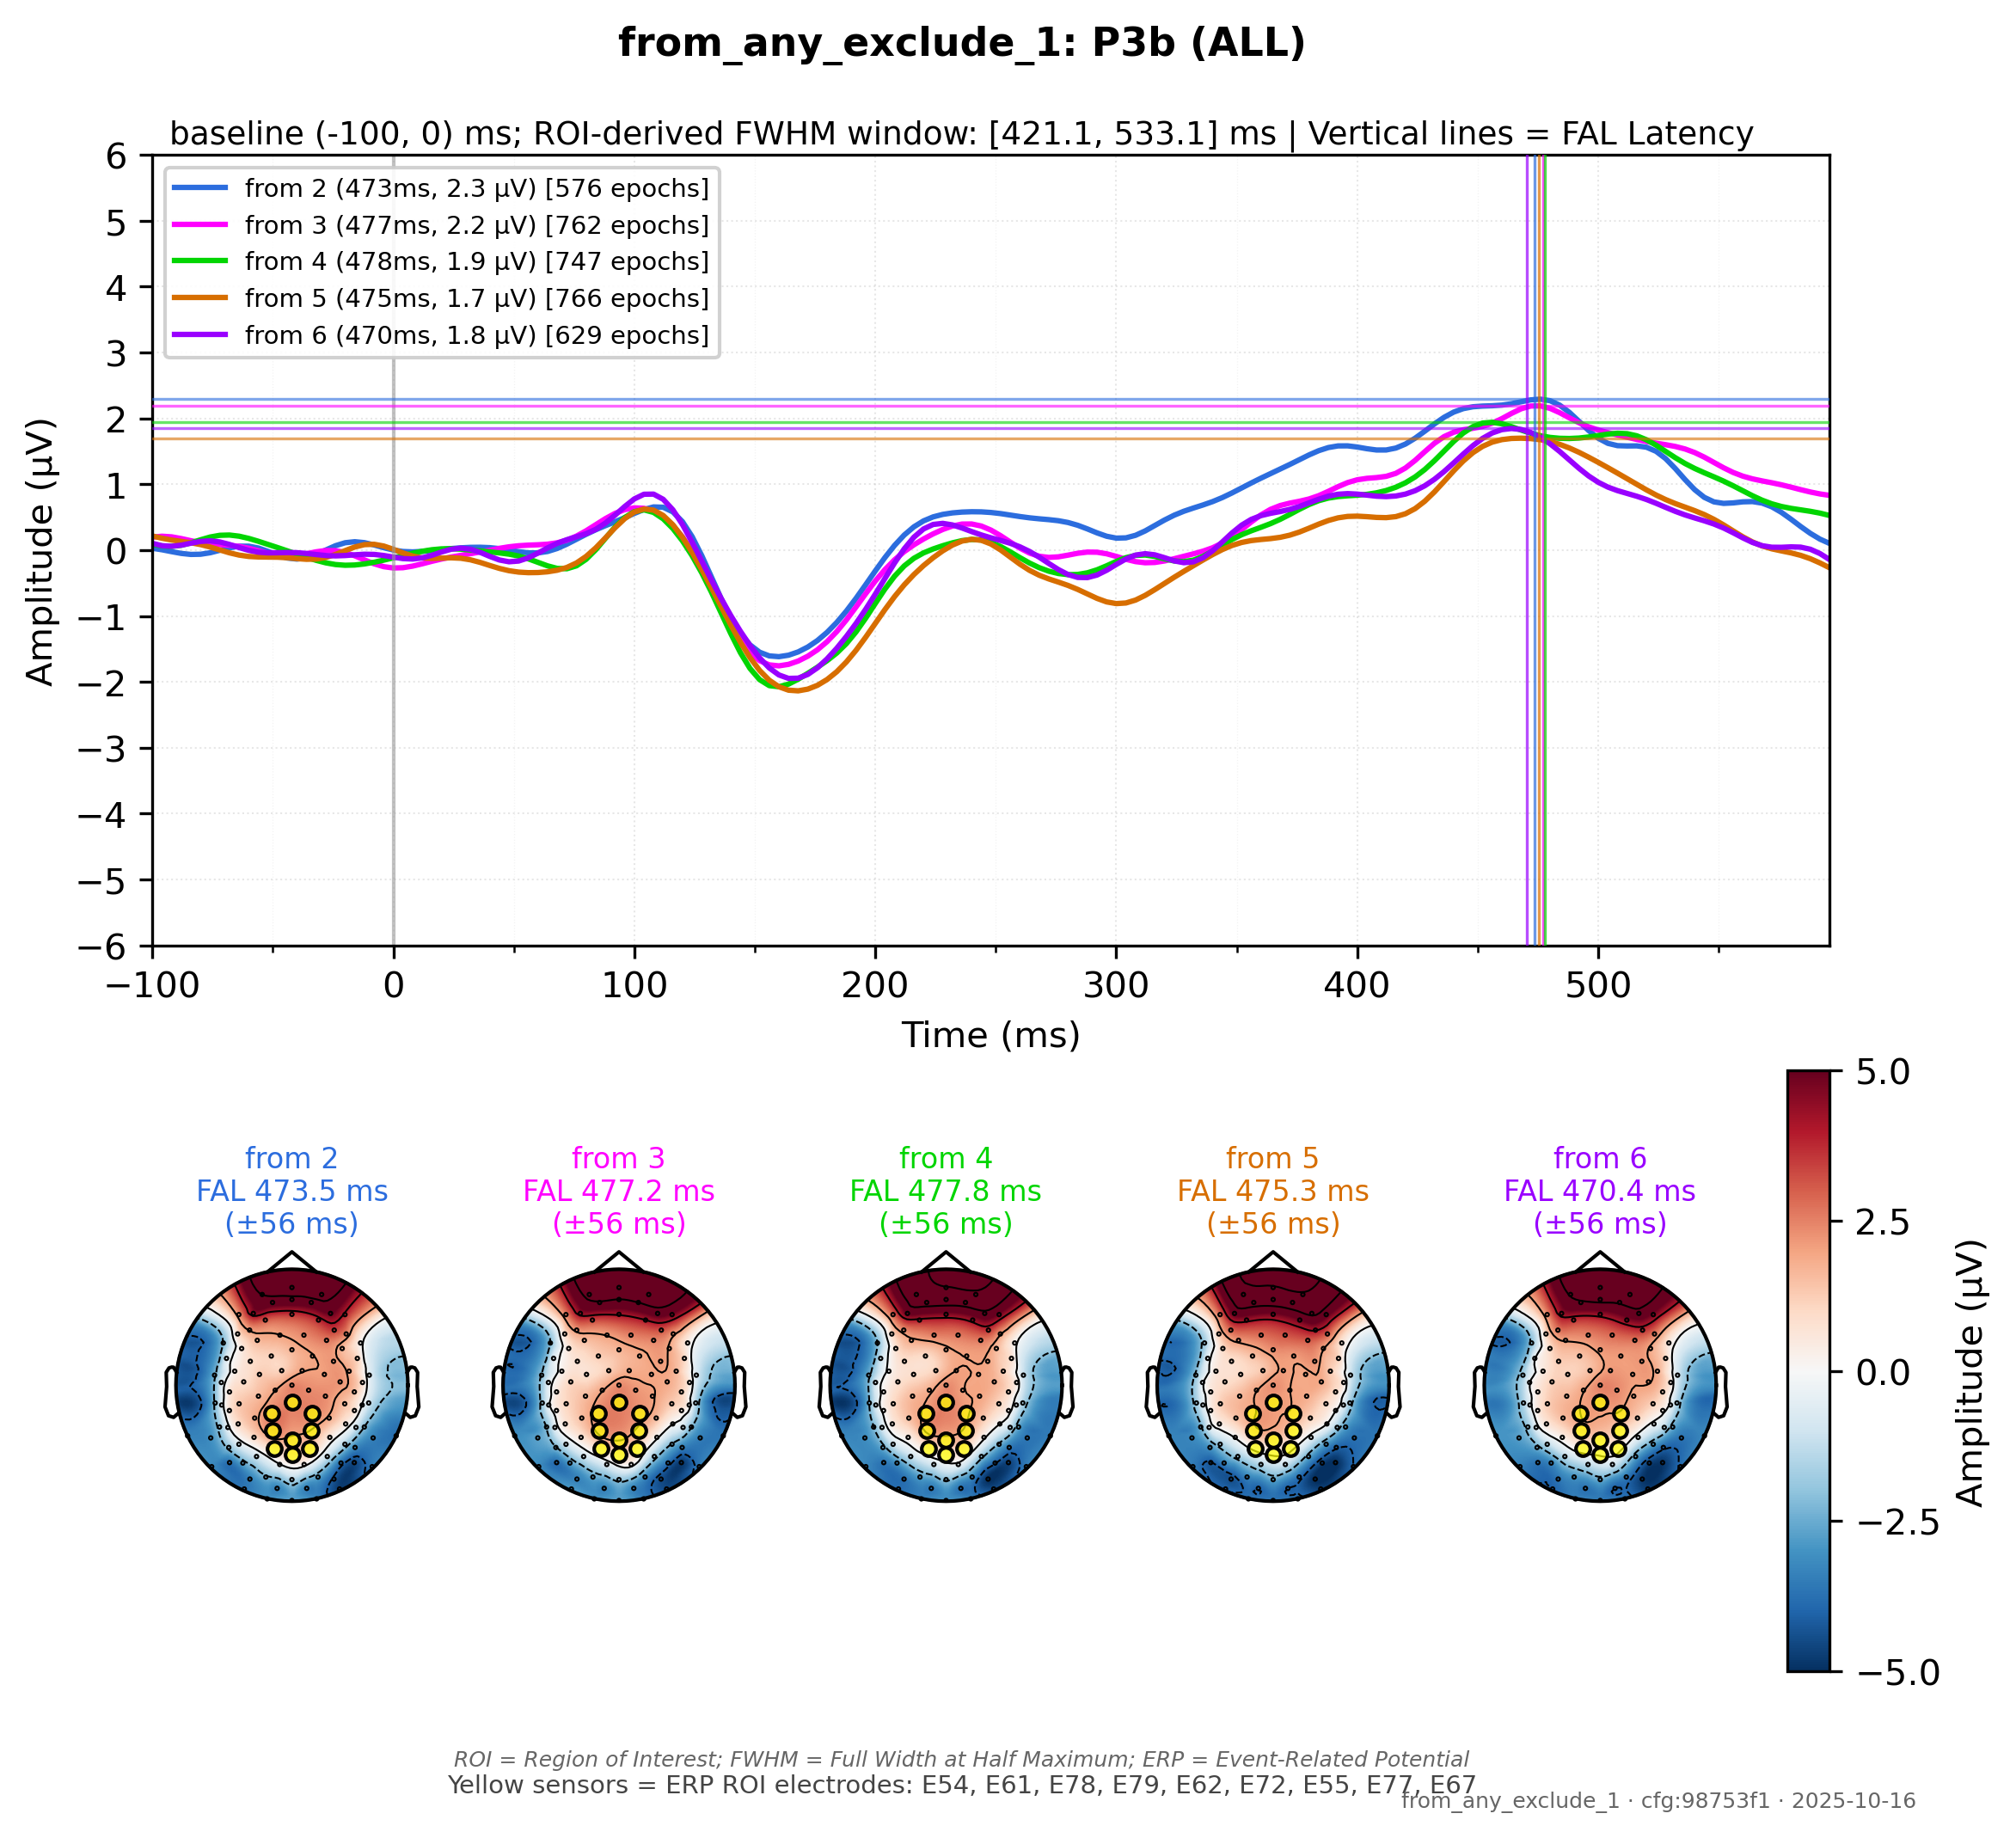 from_any_exclude_1: P3b (ALL)
baseline (-100, 0) ms; ROI-derived FWHM window: [421.1, 533.1] ms | Vertical lines = FAL Latency
from 2 (473ms, 2.3 µV) [576 epochs]
from 3 (477ms, 2.2 µV) [762 epochs]
from 4 (478ms, 1.9 µV) [747 epochs]
from 5 (475ms, 1.7 µV) [766 epochs]
from 6 (470ms, 1.8 µV) [629 epochs]
Amplitude (µV)
6
5
4
3
2
1
0
−1
−2
−3
−4
−5
−6
−100 0 100 200 300 400 500
Time (ms)
from 2
FAL 473.5 ms
(±56 ms)
from 3
FAL 477.2 ms
(±56 ms)
from 4
FAL 477.8 ms
(±56 ms)
from 5
FAL 475.3 ms
(±56 ms)
from 6
FAL 470.4 ms
(±56 ms)
5.0
2.5
0.0
−2.5
−5.0
Amplitude (µV)
ROI = Region of Interest; FWHM = Full Width at Half Maximum; ERP = Event-Related Potential
Yellow sensors = ERP ROI electrodes: E54, E61, E78, E79, E62, E72, E55, E77, E67
from_any_exclude_1 · cfg:98753f1 · 2025-10-16